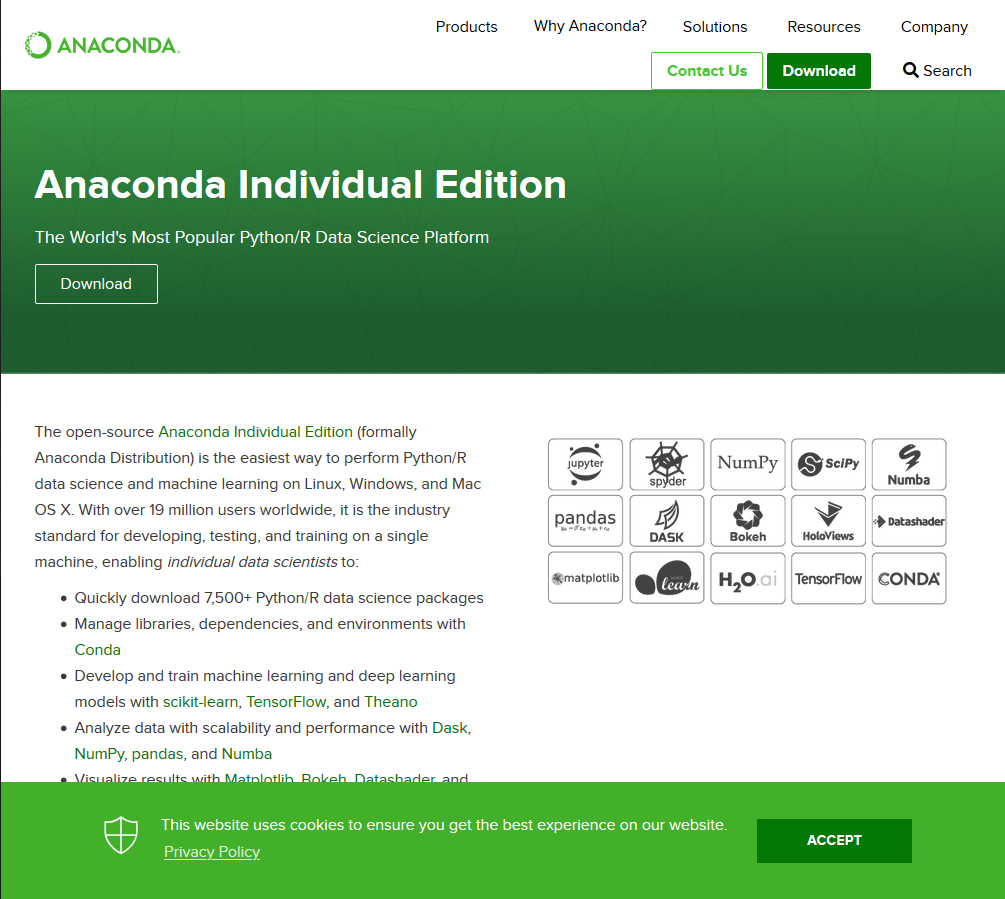 Products Why Anaconda? Solutions Resources Company
ANACONDA.
Contact Us Download Search
Anaconda Individual Edition
The World's Most Popular Python/R Data Science Platform
Download
The open-source Anaconda Individual Edition (formally
Anaconda Distribution) is the easiest way to perform Python/R
data science and machine learning on Linux, Windows, and Mac
OS X. With over 19 million users worldwide, it is the industry
standard for developing, testing, and training on a single
machine, enabling individual data scientists to:
• Quickly download 7,500+ Python/R data science packages
• Manage libraries, dependencies, and environments with
Conda
• Develop and train machine learning and deep learning
models with scikit-learn, TensorFlow, and Theano
• Analyze data with scalability and performance with Dask,
NumPy, pandas, and Numba
• Visualize results with Matplotlib, Bokeh, Datashader, and
jupyter spyder NumPy SciPy Numba
pandas DASK Bokeh HoloViews Datashader
matplotlib scikit learn H2O.ai TensorFlow CONDA
This website uses cookies to ensure you get the best experience on our website.
Privacy Policy
ACCEPT